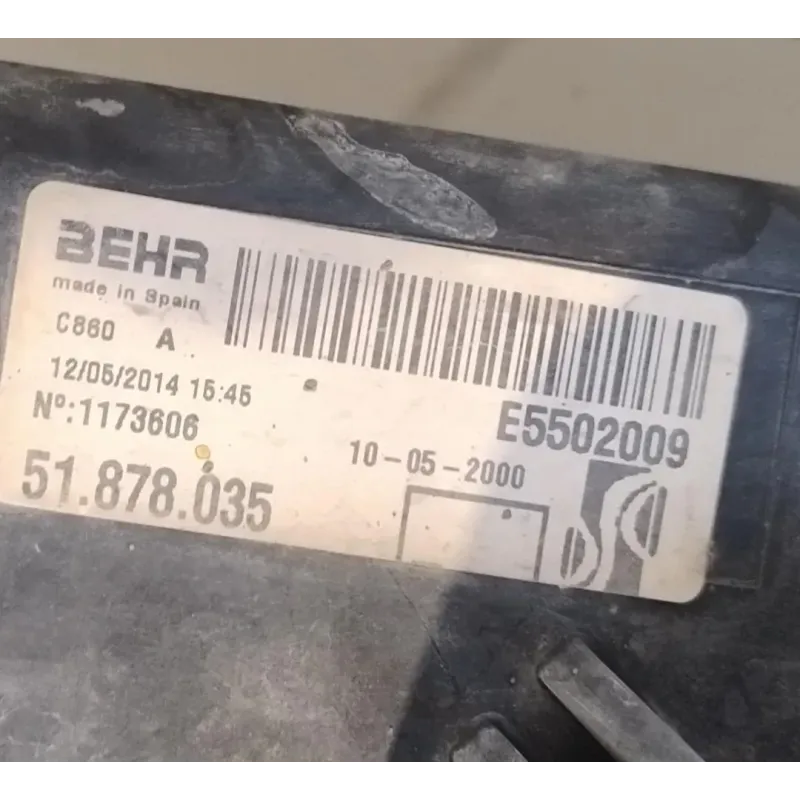 BEHR
made in Spain
C860 A
12/05/2014 15:45
Nº:1173606
51.878.035
E5502009
10-05-2000